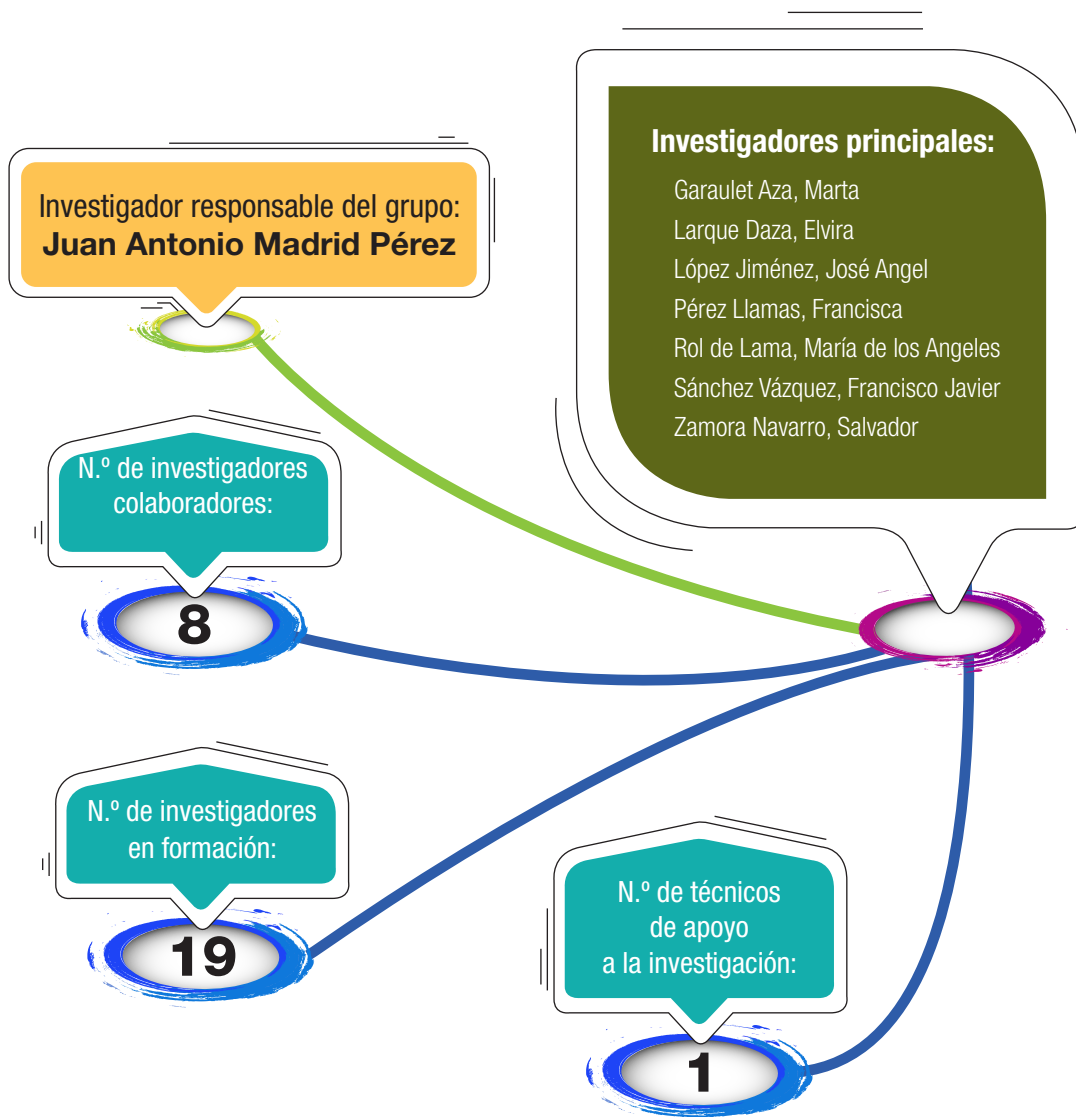 Investigador responsable del grupo:
Juan Antonio Madrid Pérez
Investigadores principales:
Garaulet Aza, Marta
Larque Daza, Elvira
López Jiménez, José Angel
Pérez Llamas, Francisca
Rol de Lama, María de los Angeles
Sánchez Vázquez, Francisco Javier
Zamora Navarro, Salvador
N.º de investigadores
colaboradores:
8
N.º de investigadores
en formación:
19
N.º de técnicos
de apoyo
a la investigación:
1